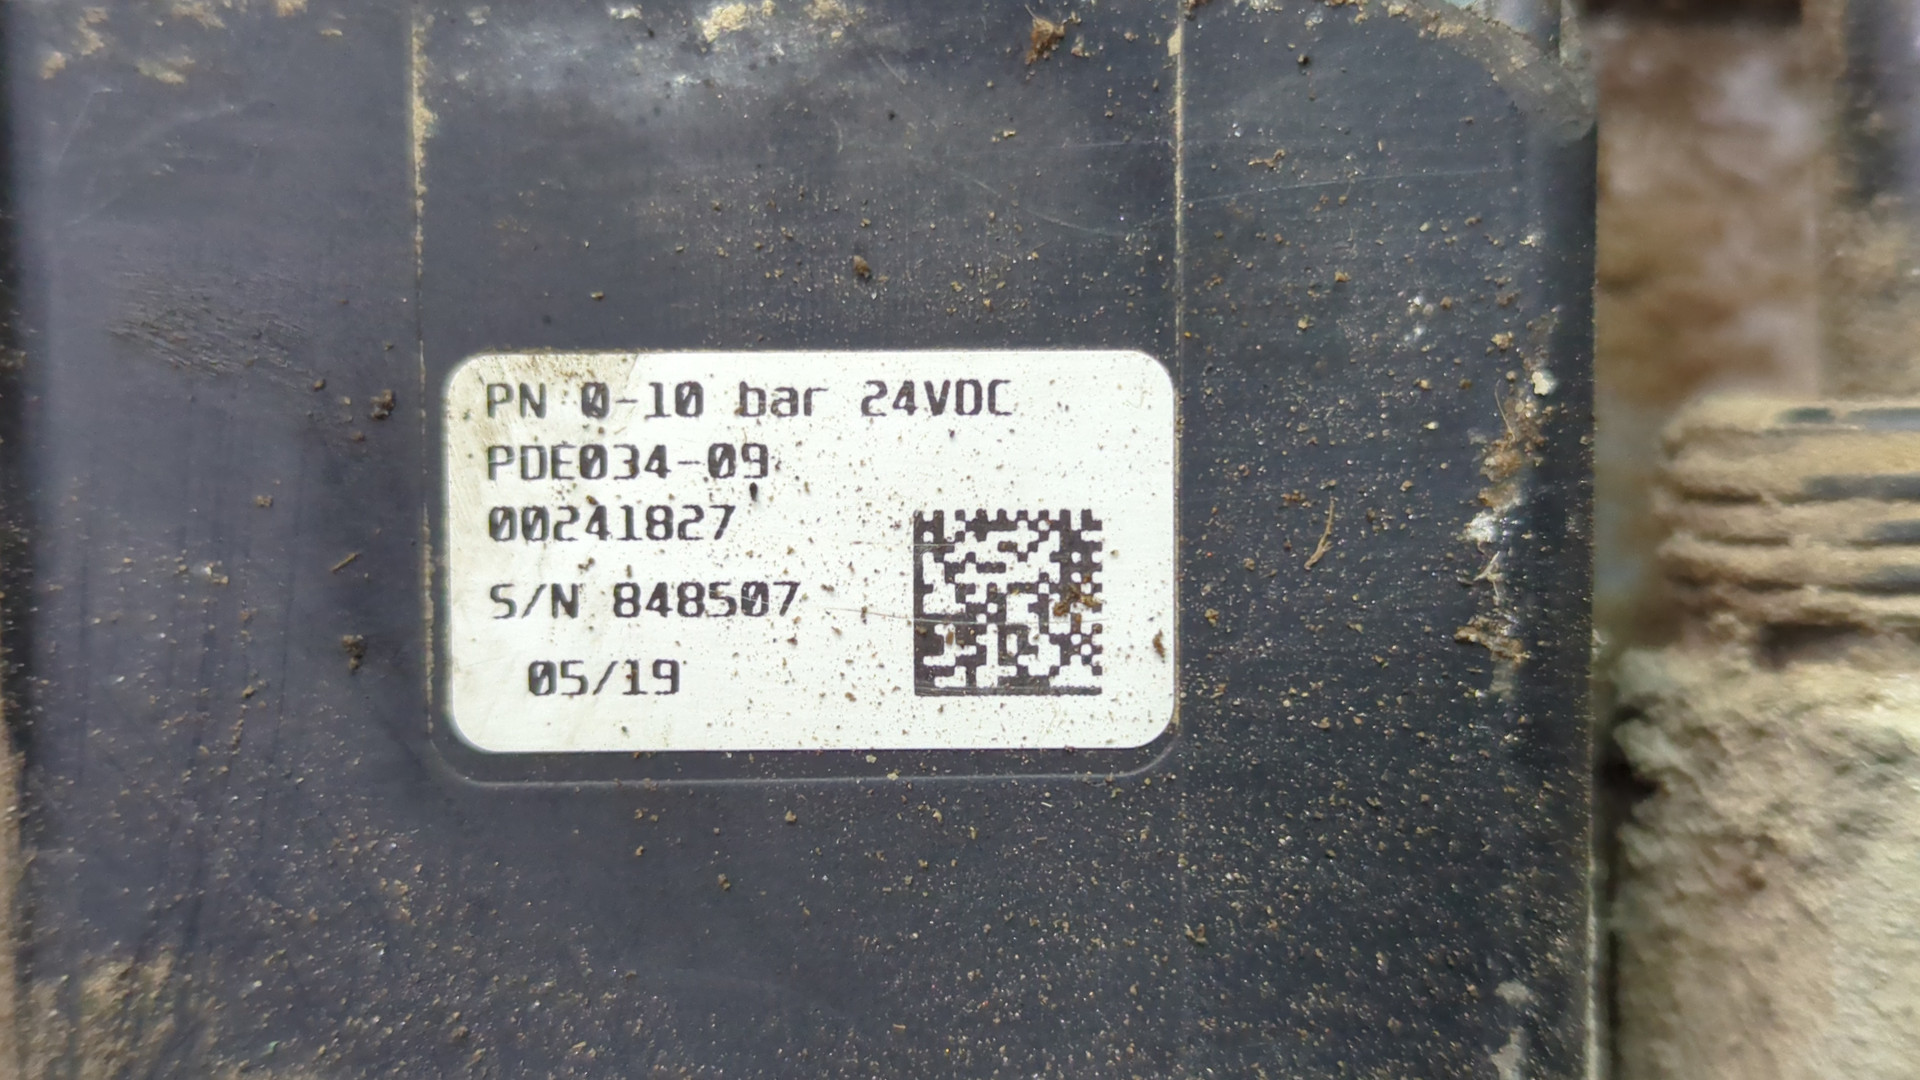 PN 0-10 bar 24VDC
PDE034-09
00241827
S/N 848507
05/19